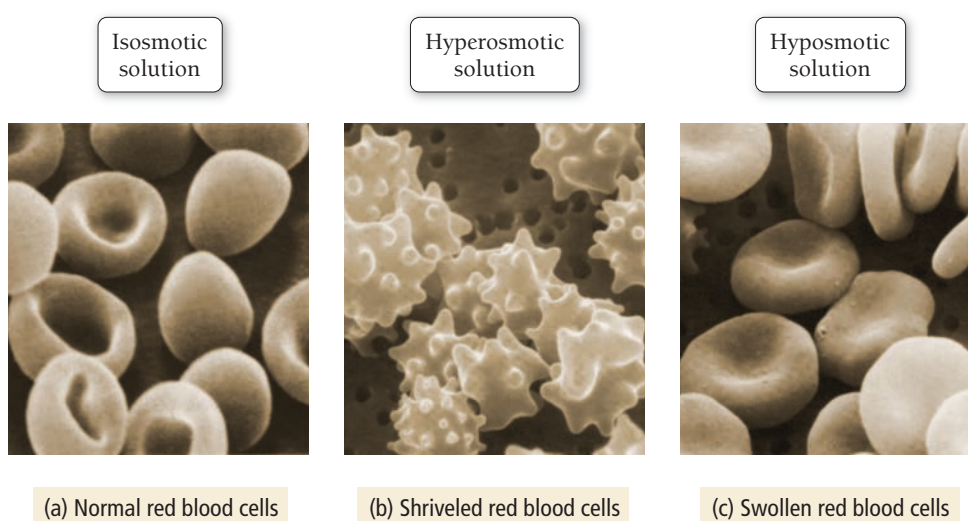 Isosmotic
solution
Hyperosmotic
solution
Hyposmotic
solution
(a) Normal red blood cells
(b) Shriveled red blood cells
(c) Swollen red blood cells